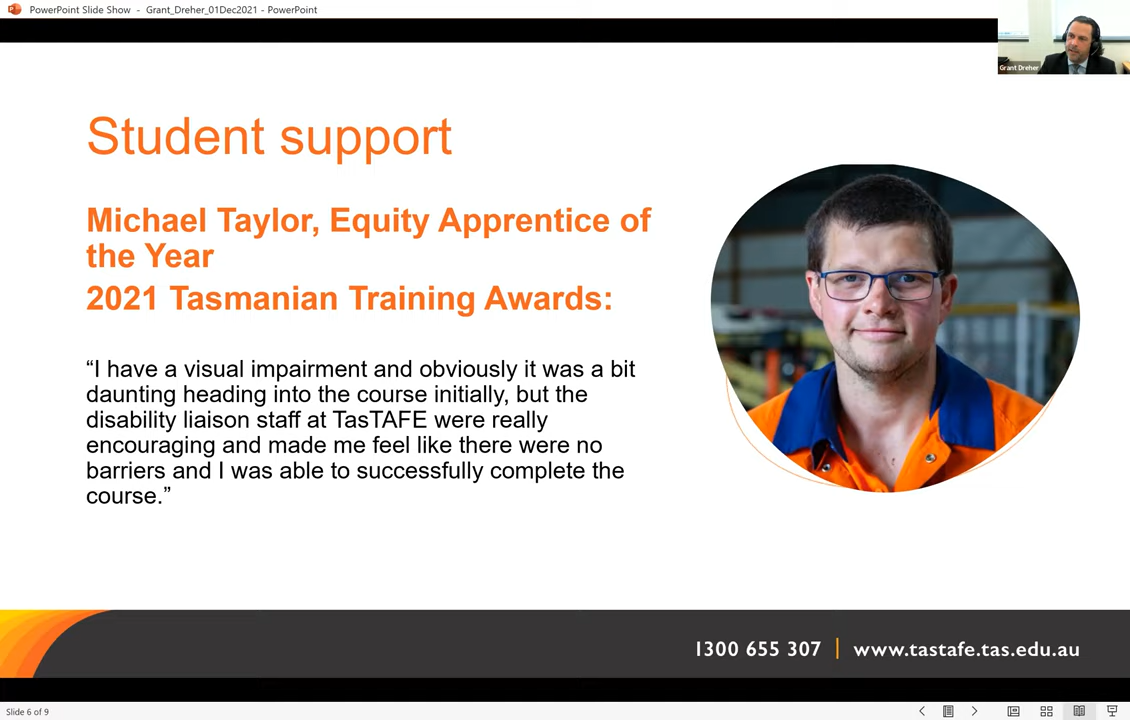 PowerPoint Slide Show - Grant_Dreher_01Dec2021 - PowerPoint
Grant Dreher
Student support
Michael Taylor, Equity Apprentice of
the Year
2021 Tasmanian Training Awards:
“I have a visual impairment and obviously it was a bit
daunting heading into the course initially, but the
disability liaison staff at TasTAFE were really
encouraging and made me feel like there were no
barriers and I was able to successfully complete the
course.”
1300 655 307 | www.tastafe.tas.edu.au
Slide 6 of 9